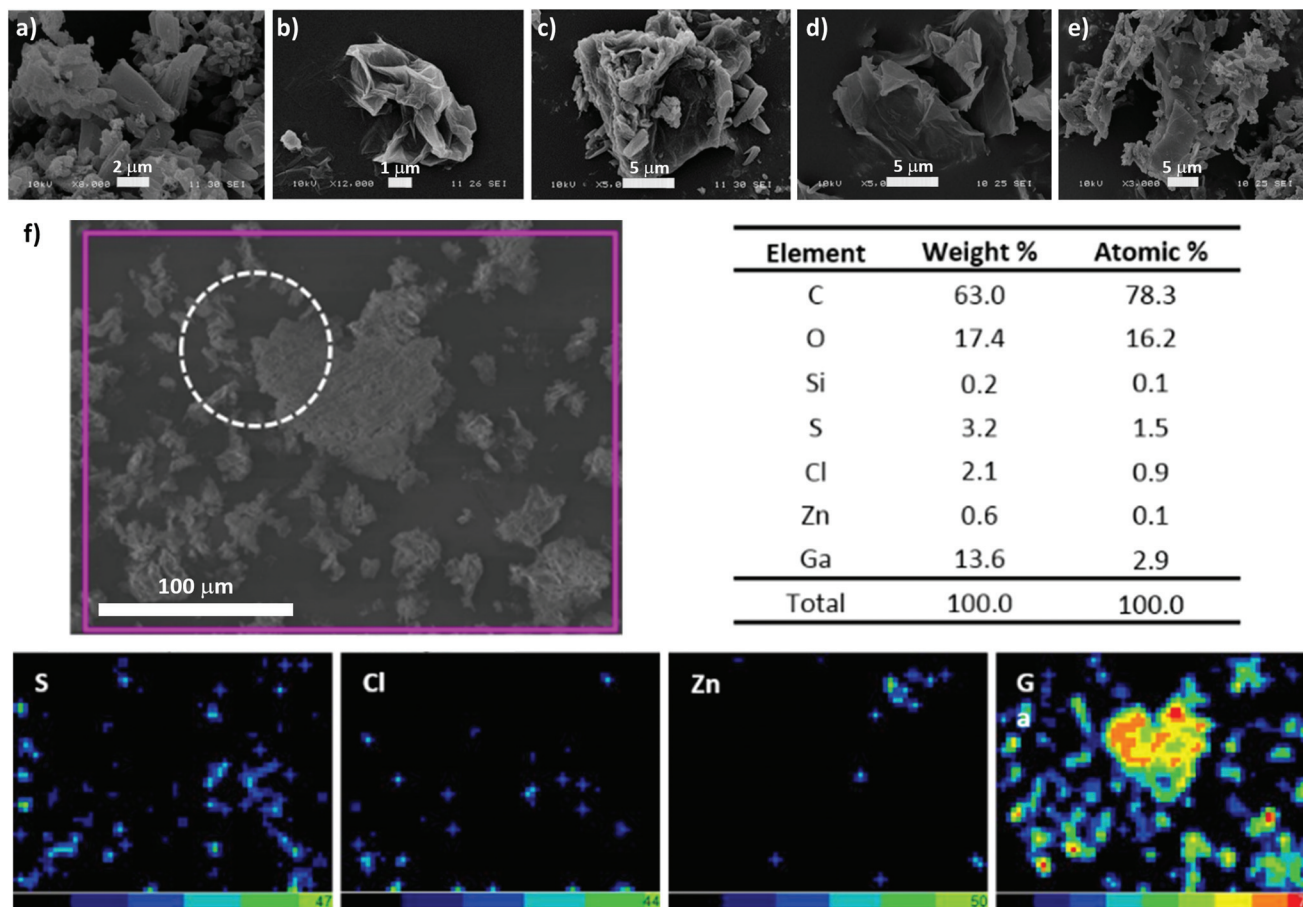 a)
b)
c)
d)
e)
2 μm
1 μm
5 μm
5 μm
5 μm
10kV X8,000 11 30 SEI
10kV X12,000 11 26 SEI
10kV 11 30 SEI
10kV 10 25 SEI
10kV X3,000 10 25 SEI
f)
100 μm
Element Weight % Atomic %
C 63.0 78.3
O 17.4 16.2
Si 0.2 0.1
S 3.2 1.5
Cl 2.1 0.9
Zn 0.6 0.1
Ga 13.6 2.9
Total 100.0 100.0
S
Cl
Zn
G
a
47
44
50